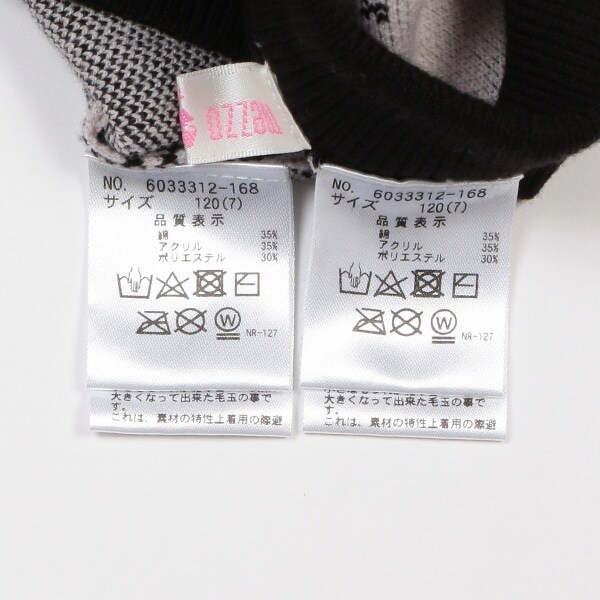 NEZZO
NO. 6033312-168
サイズ 120(7)
品質表示
綿 35%
アクリル 35%
ポリエステル 30%
W
NR-127
大きくなって出来た毛玉の事で
す。
これは、素材の特性上着用の際避
NO. 6033312-168
サイズ 120(7)
品質表示
綿 35%
アクリル 35%
ポリエステル 30%
W
NR-127
大きくなって出来た毛玉の事で
す。
これは、素材の特性上着用の際避